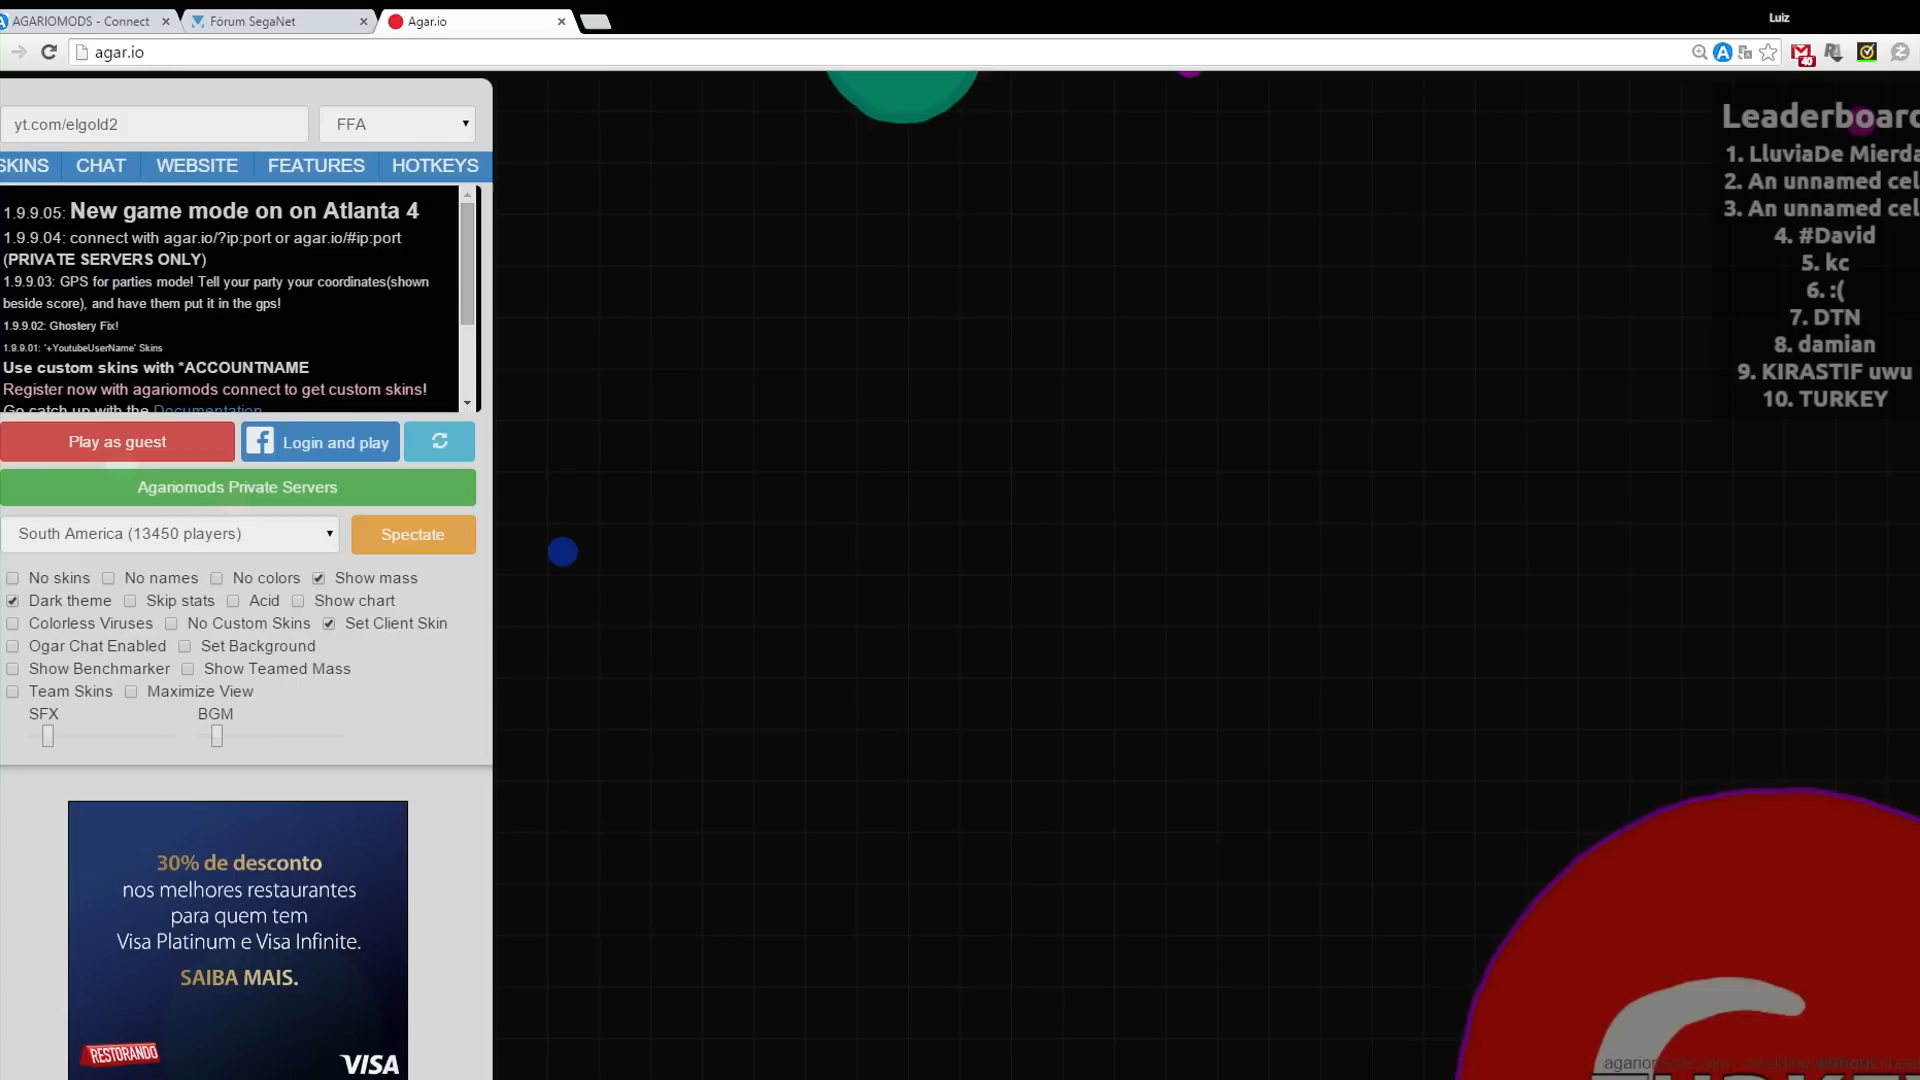 AGARIOMODS - Connect
Fórum SegaNet
Agar.io
Luiz
agar.io
40
yt.com/elgold2
FFA
SKINS CHAT WEBSITE FEATURES HOTKEYS
1.9.9.05: New game mode on on Atlanta 4
1.9.9.04: connect with agar.io/?ip:port or agar.io/#ip:port
(PRIVATE SERVERS ONLY)
1.9.9.03: GPS for parties mode! Tell your party your coordinates(shown
beside score), and have them put it in the gps!
1.9.9.02: Ghostery Fix!
1.9.9.01: '+YoutubeUserName' Skins
Use custom skins with *ACCOUNTNAME
Register now with agariomods connect to get custom skins!
Go catch up with the Documentation
Play as guest
Login and play
Agariomods Private Servers
South America (13450 players)
Spectate
No skins No names No colors Show mass
Dark theme Skip stats Acid Show chart
Colorless Viruses No Custom Skins Set Client Skin
Ogar Chat Enabled Set Background
Show Benchmarker Show Teamed Mass
Team Skins Maximize View
SFX BGM
30% de desconto
nos melhores restaurantes
para quem tem
Visa Platinum e Visa Infinite.
SAIBA MAIS.
RESTORANDO
VISA
Leaderboard
1. LluviaDe Mierda
2. An unnamed cel
3. An unnamed cel
4. #David
5. kc
6. :(
7. DTN
8. damian
9. KIRASTIF uwu
10. TURKEY
without